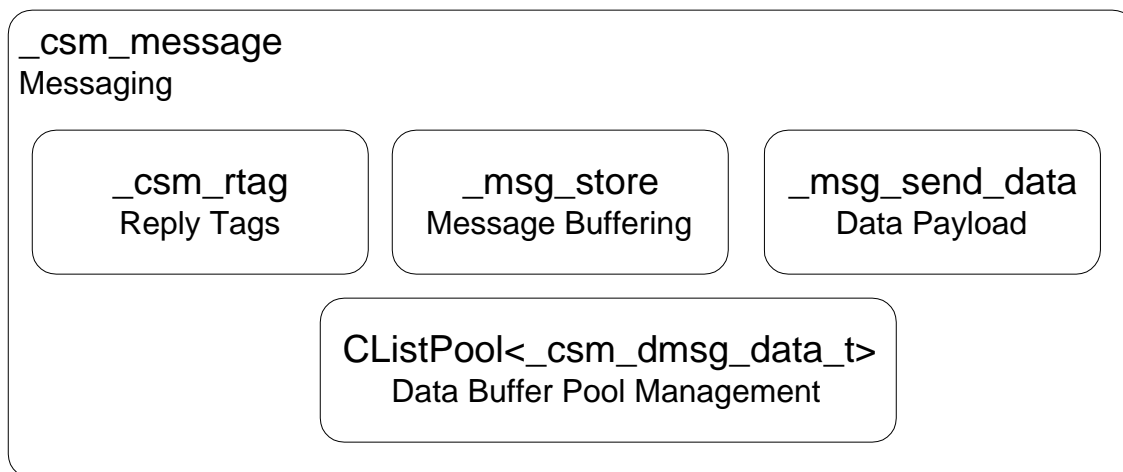 _csm_message
Messaging
_csm_rtag
Reply Tags
_msg_store
Message Buffering
_msg_send_data
Data Payload
CListPool<_csm_dmsg_data_t>
Data Buffer Pool Management